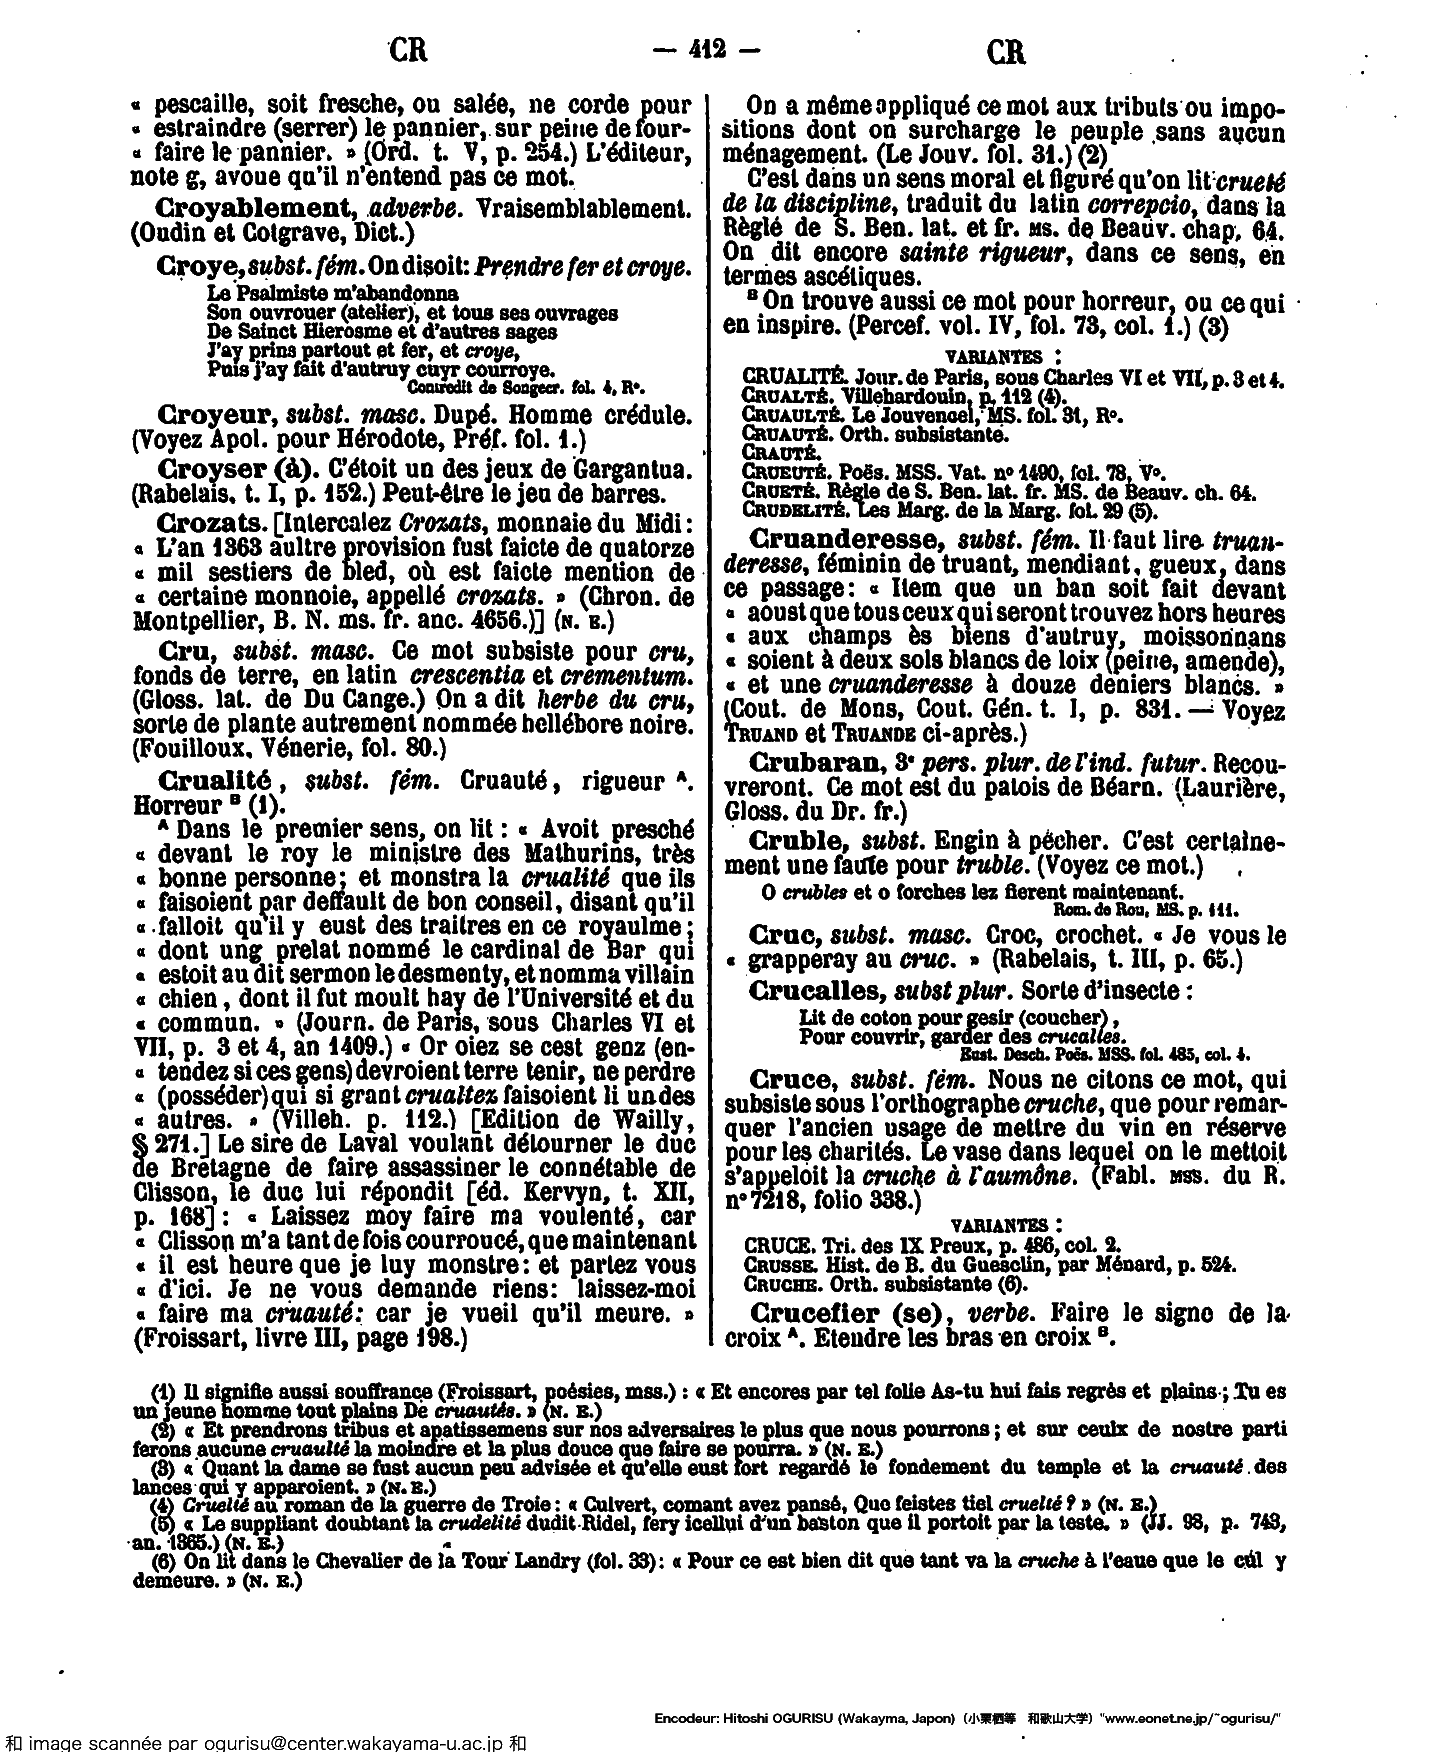 CR — 412 — CR
« pescaille, soit fresche, ou salée, ne corde pour
« estraindre (serrer) le pannier, sur peine de four-
« faire le pannier. » (Ord. t. V, p. 254.) L'éditeur,
note g, avoue qu'il n'entend pas ce mot.
Croyablement, adverbe. Vraisemblablement.
(Oudin et Cotgrave, Dict.)
Croye, subst. fém. On disoit: Prendre fer et croye.
Le Psalmiste m'abandonna
Son ouvrouer (atelier), et tous ses ouvrages
De Sainct Hierosme et d'autres sages
J'ay prins partout et fer, et croye,
Puis j'ay fait d'autruy cuyr courroye.
Contredit de Songecr. fol. 4, R°.
Croyeur, subst. masc. Dupé. Homme crédule.
(Voyez Apol. pour Hérodote, Préf. fol. 1.)
Croyser (à). C'étoit un des jeux de Gargantua.
(Rabelais, t. I, p. 152.) Peut-être le jeu de barres.
Crozats. [Intercalez Crozats, monnaie du Midi :
« L'an 1363 aultre provision fust faicte de quatorze
« mil sestiers de bled, où est faicte mention de
« certaine monnoie, appellé crozats. » (Chron. de
Montpellier, B. N. ms. fr. anc. 4656.)] (N. E.)
Cru, subst. masc. Ce mot subsiste pour cru,
fonds de terre, en latin crescentia et crementum.
(Gloss. lat. de Du Cange.) On a dit herbe du cru,
sorte de plante autrement nommée hellébore noire.
(Fouilloux, Vénerie, fol. 80.)
Crualité, subst. fém. Cruauté, rigueur A.
Horreur B (1).
A Dans le premier sens, on lit : « Avoit presché
« devant le roy le ministre des Mathurins, très
« bonne personne; et monstra la crualité que ils
« faisoient par deffault de bon conseil, disant qu'il
« falloit qu'il y eust des traitres en ce royaulme ;
« dont ung prelat nommé le cardinal de Bar qui
« estoit au dit sermon le desmenty, et nomma villain
« chien, dont il fut moult hay de l'Université et du
« commun. » (Journ. de Paris, sous Charles VI et
VII, p. 3 et 4, an 1409.) « Or oiez se cest genz (en-
« tendez si ces gens) devroient terre tenir, ne perdre
« (posséder) qui si grant crualtez faisoient li un des
« autres. » (Villeh. p. 112.) [Edition de Wailly,
§ 271.] Le sire de Laval voulant détourner le duc
de Bretagne de faire assassiner le connétable de
Clisson, le duc lui répondit [éd. Kervyn, t. XII,
p. 168] : « Laissez moy faire ma voulenté, car
« Clisson m'a tant de fois courroucé, que maintenant
« il est heure que je luy monstre : et partez vous
« d'ici. Je ne vous demande riens: laissez-moi
« faire ma cruauté: car je vueil qu'il meure. »
(Froissart, livre III, page 198.)
On a même appliqué ce mot aux tributs ou impo-
sitions dont on surcharge le peuple sans aucun
ménagement. (Le Jouv. fol. 31.) (2)
C'est dans un sens moral et figuré qu'on lit crueté
de la discipline, traduit du latin correpcio, dans la
Règlé de S. Ben. lat. et fr. MS. de Beauv. chap. 64.
On dit encore sainte rigueur, dans ce sens, en
termes ascétiques.
B On trouve aussi ce mot pour horreur, ou ce qui
en inspire. (Percef. vol. IV, fol. 73, col. 1.) (3)
VARIANTES :
CRUALITÉ. Jour. de Paris, sous Charles VI et VII, p. 3 et 4.
CRUALTÉ. Villehardouin, p. 112 (4).
CRUAULTÉ. Le Jouvencel, MS. fol. 31, R°.
CRUAUTÉ. Orth. subsistante.
CRAUTÉ.
CRUEUTÉ. Poës. MSS. Vat. n° 1490, fol. 78, V°.
CRUETÉ. Règle de S. Ben. lat. fr. MS. de Beauv. ch. 64.
CRUDELITÉ. Les Marg. de la Marg. fol. 29 (5).
Cruanderesse, subst. fém. Il faut lire truan-
deresse, féminin de truant, mendiant, gueux, dans
ce passage : « Item que un ban soit fait devant
« aoust que tous ceux qui seront trouvez hors heures
« aux champs ès biens d'autruy, moissonnans
« soient à deux sols blancs de loix (peine, amende),
« et une cruanderesse à douze deniers blancs. »
(Cout. de Mons, Cout. Gén. t. I, p. 831. — Voyez
TRUAND et TRUANDE ci-après.)
Crubaran, 3e pers. plur. de l'ind. futur. Recou-
vreront. Ce mot est du patois de Béarn. (Laurière,
Gloss. du Dr. fr.)
Cruble, subst. Engin à pécher. C'est certaine-
ment une faute pour truble. (Voyez ce mot.)
O crubles et o forches lez fierent maintenant.
Rom. de Rou, MS. p. 111.
Cruc, subst. masc. Croc, crochet. « Je vous le
« grapperay au cruc. » (Rabelais, t. III, p. 65.)
Crucalles, subst plur. Sorte d'insecte :
Lit de coton pour gesir (coucher),
Pour couvrir, garder des crucalles.
Eust. Desch. Poës. MSS. fol. 485, col. 4.
Cruce, subst. fém. Nous ne citons ce mot, qui
subsiste sous l'orthographe cruche, que pour remar-
quer l'ancien usage de mettre du vin en réserve
pour les charités. Le vase dans lequel on le mettoit
s'appeloit la cruche à l'aumône. (Fabl. MSS. du R.
n° 7218, folio 338.)
VARIANTES :
CRUCE. Tri. des IX Preux, p. 486, col. 2.
CRUSSE. Hist. de B. du Guesclin, par Ménard, p. 524.
CRUCHE. Orth. subsistante (6).
Crucefier (se), verbe. Faire le signe de la
croix A. Etendre les bras en croix B.
(1) Il signifie aussi souffrance (Froissart, poésies, mss.) : « Et encores par tel folie As-tu hui fais regrès et plains ; Tu es
un jeune homme tout plains De cruautés. » (N. E.)
(2) « Et prendrons tribus et apatissemens sur nos adversaires le plus que nous pourrons ; et sur ceulx de nostre parti
ferons aucune cruaulté la moindre et la plus douce que faire se pourra. » (N. E.)
(3) « Quant la dame se fust aucun peu advisée et qu'elle eust fort regardé le fondement du temple et la cruauté des
lances qui y apparoient. » (N. E.)
(4) Cruelté au roman de la guerre de Troie : « Culvert, comant avez pansé, Que feistes tiel cruelté ? » (N. E.)
(5) « Le suppliant doubtant la crudelité dudit Ridel, fery icellui d'un baston que il portoit par la teste. » (JJ. 98, p. 743,
an. 1365.) (N. E.)
(6) On lit dans le Chevalier de la Tour Landry (fol. 33) : « Pour ce est bien dit que tant va la cruche à l'eaue que le cul y
demeure. » (N. E.)
Encodeur: Hitoshi OGURISU (Wakayma, Japon) (小栗栖等 和歌山大学) "www.eonet.ne.jp/~ogurisu/"
和 image scannée par ogurisu@center.wakayama-u.ac.jp 和